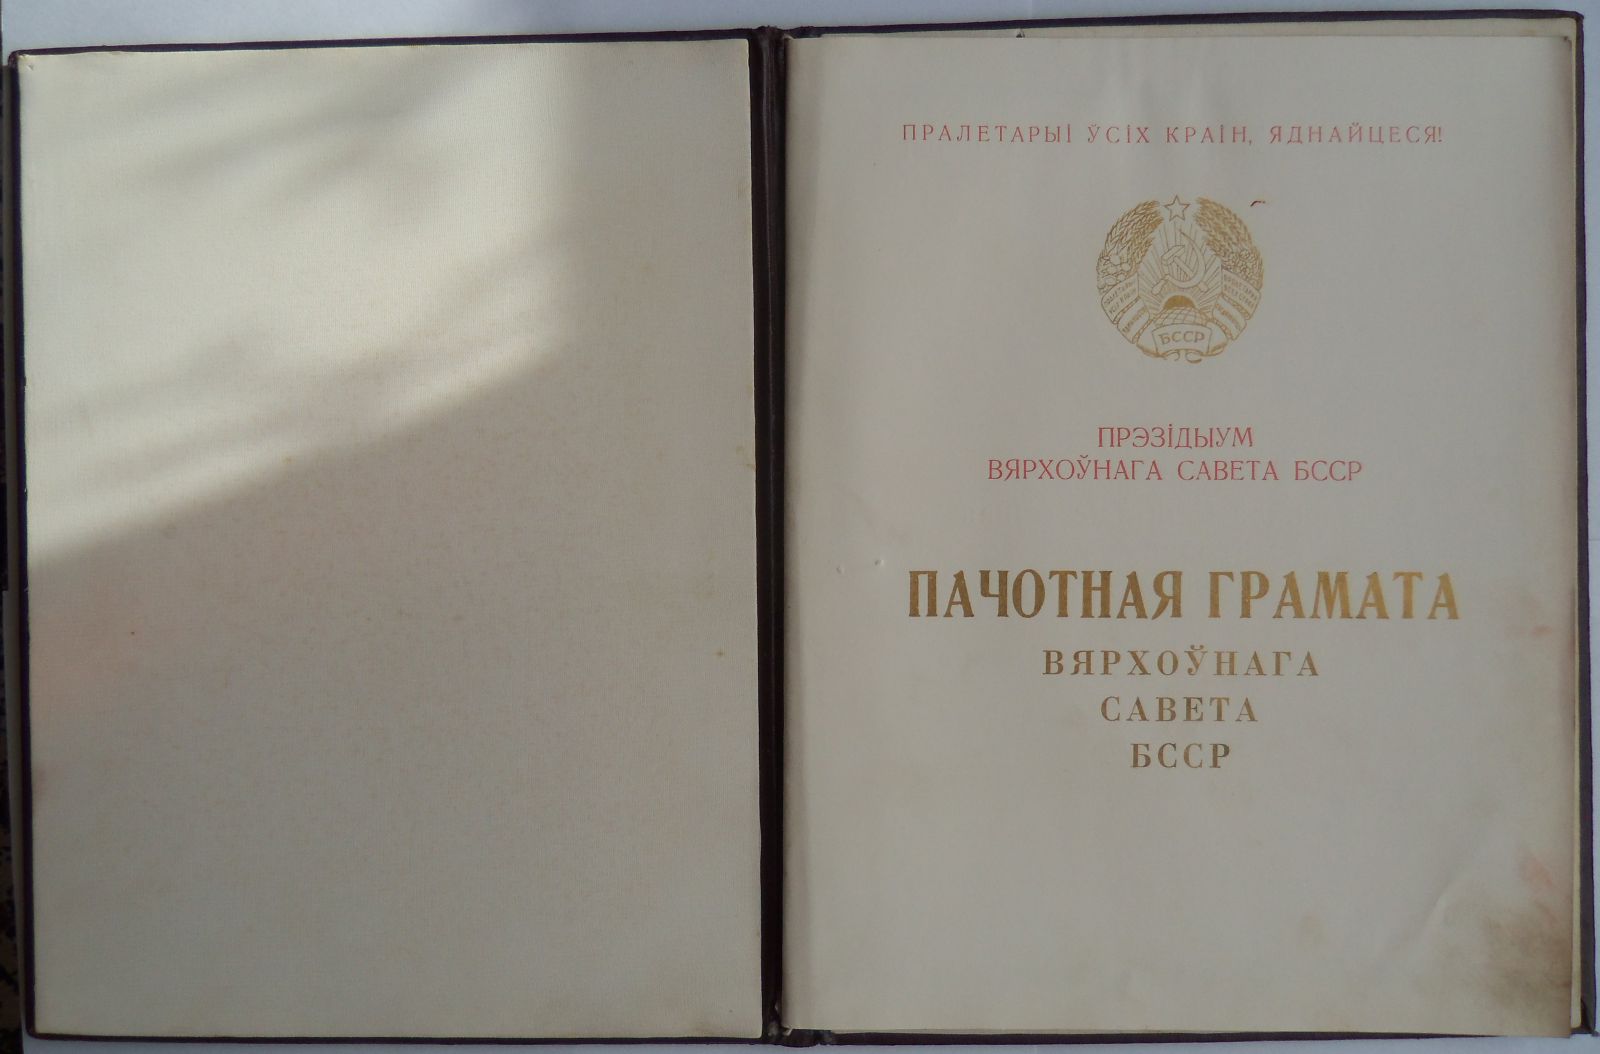 ПРАЛЕТАРЫІ ЎСІХ КРАІН, ЯДНАЙЦЕСЯ!
БССР
ПРЭЗІДЫУМ
ВЯРХОЎНАГА САВЕТА БССР
ПАЧОТНАЯ ГРАМАТА
ВЯРХОЎНАГА
САВЕТА
БССР